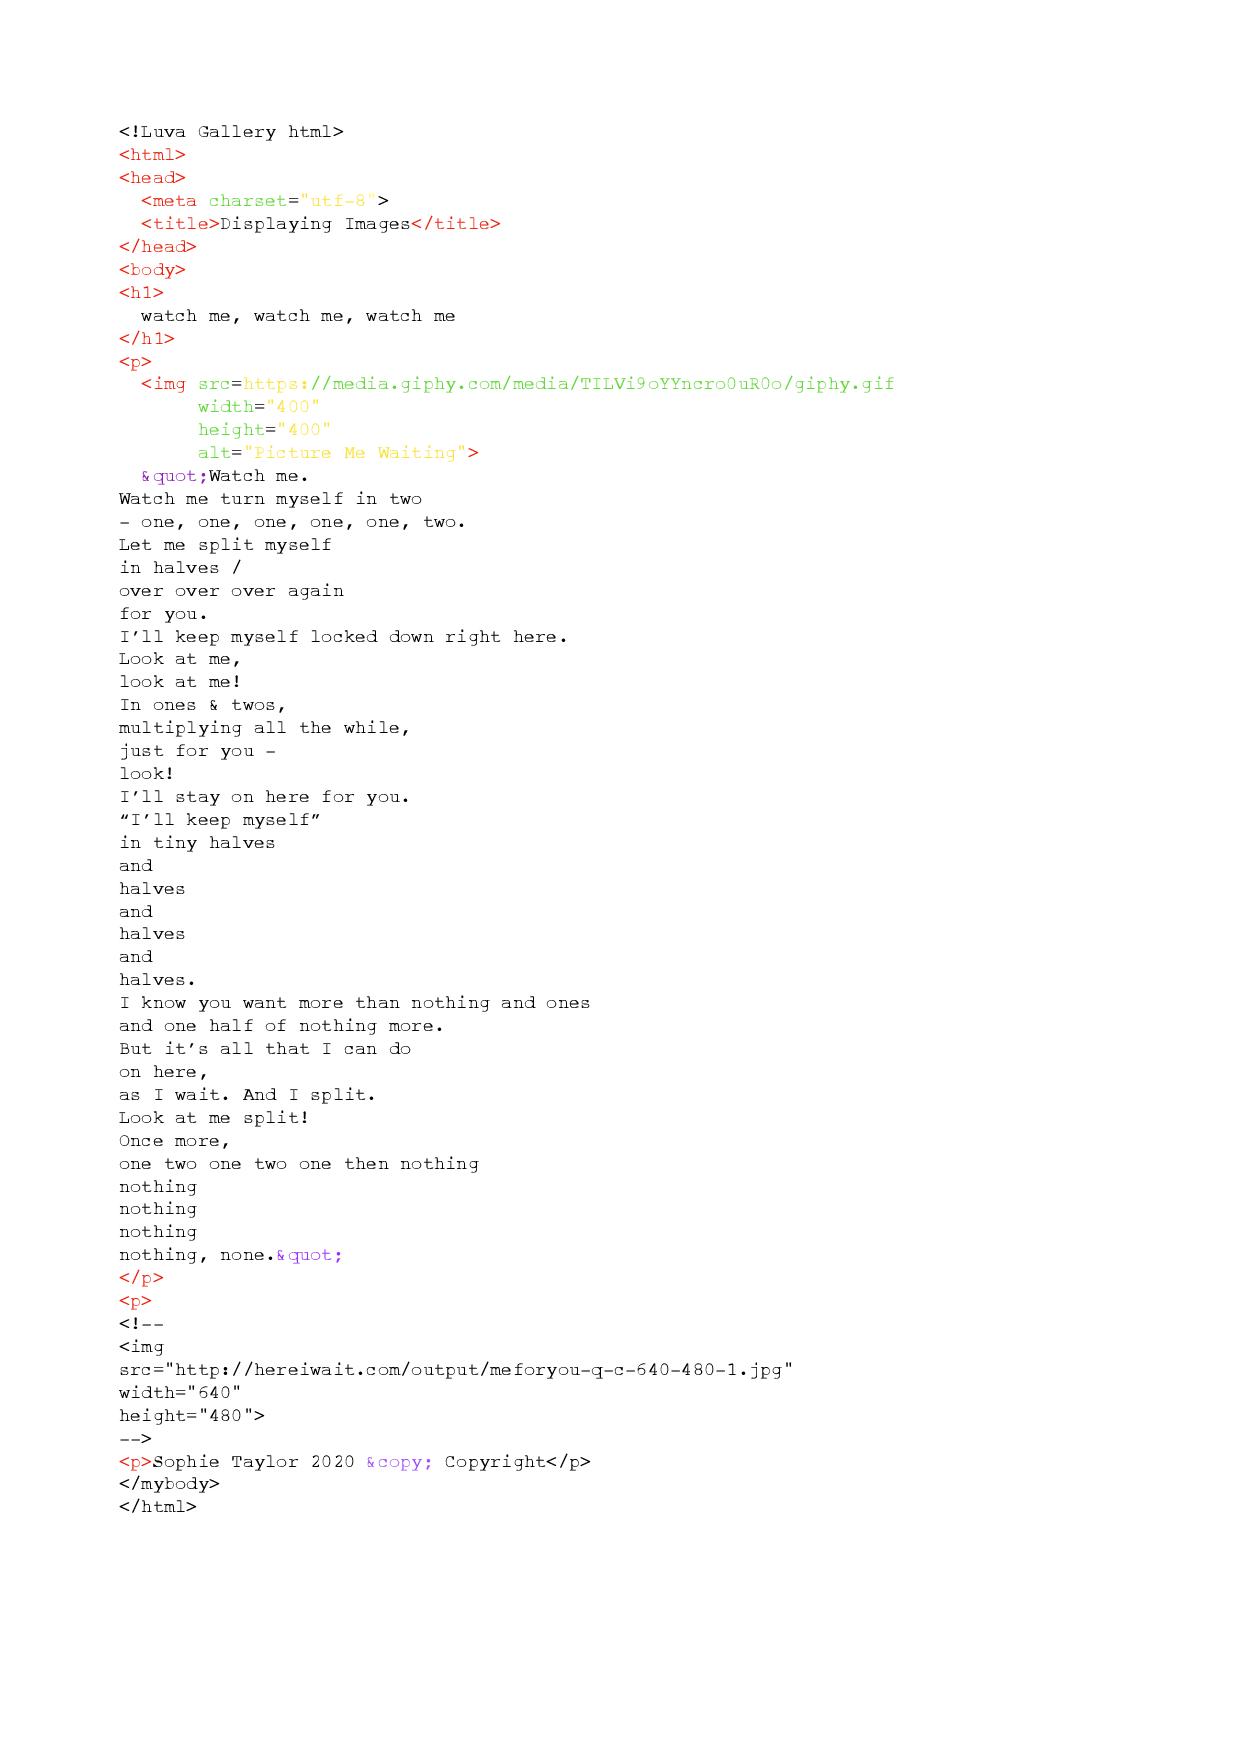 <!Luva Gallery html>
<html>
<head>
  <meta charset="utf-8">
  <title>Displaying Images</title>
</head>
<body>
<h1>
  watch me, watch me, watch me
</h1>
<p>
  <img src=https://media.giphy.com/media/TILVi9oYYncro0uR0o/giphy.gif
       width="400"
       height="400"
       alt="Picture Me Waiting">
  &quot;Watch me.
Watch me turn myself in two
- one, one, one, one, one, two.
Let me split myself
in halves /
over over over again
for you.
I’ll keep myself locked down right here.
Look at me,
look at me!
In ones & twos,
multiplying all the while,
just for you -
look!
I’ll stay on here for you.
“I’ll keep myself”
in tiny halves
and
halves
and
halves
and
halves.
I know you want more than nothing and ones
and one half of nothing more.
But it’s all that I can do
on here,
as I wait. And I split.
Look at me split!
Once more,
one two one two one then nothing
nothing
nothing
nothing
nothing, none.&quot;
</p>
<p>
<!--
<img
src="http://hereiwait.com/output/meforyou-q-c-640-480-1.jpg"
width="640"
height="480">
-->
<p>Sophie Taylor 2020 &copy; Copyright</p>
</mybody>
</html>